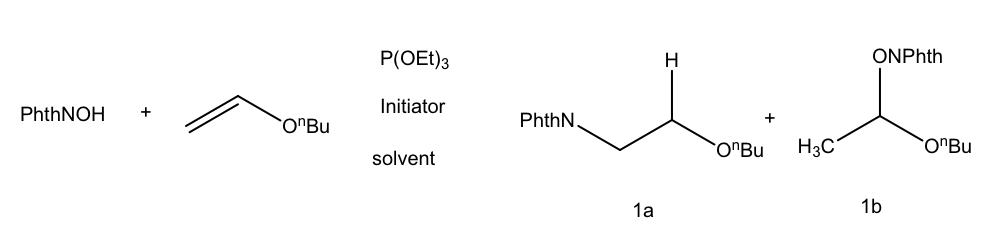 PhthNOH + OⁿBu
P(OEt)₃
Initiator
solvent
PhthN H OⁿBu + ONPhth H₃C OⁿBu
1a 1b